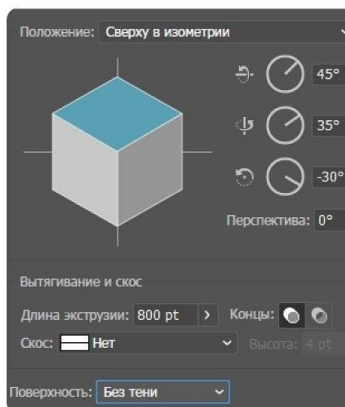 Положение: Сверху в изометрии
45°
35°
-30°
Перспектива: 0°
Вытягивание и скос
Длина экструзии: 800 pt Концы:
Скос: Нет Высота: 4 pt
Поверхность: Без тени